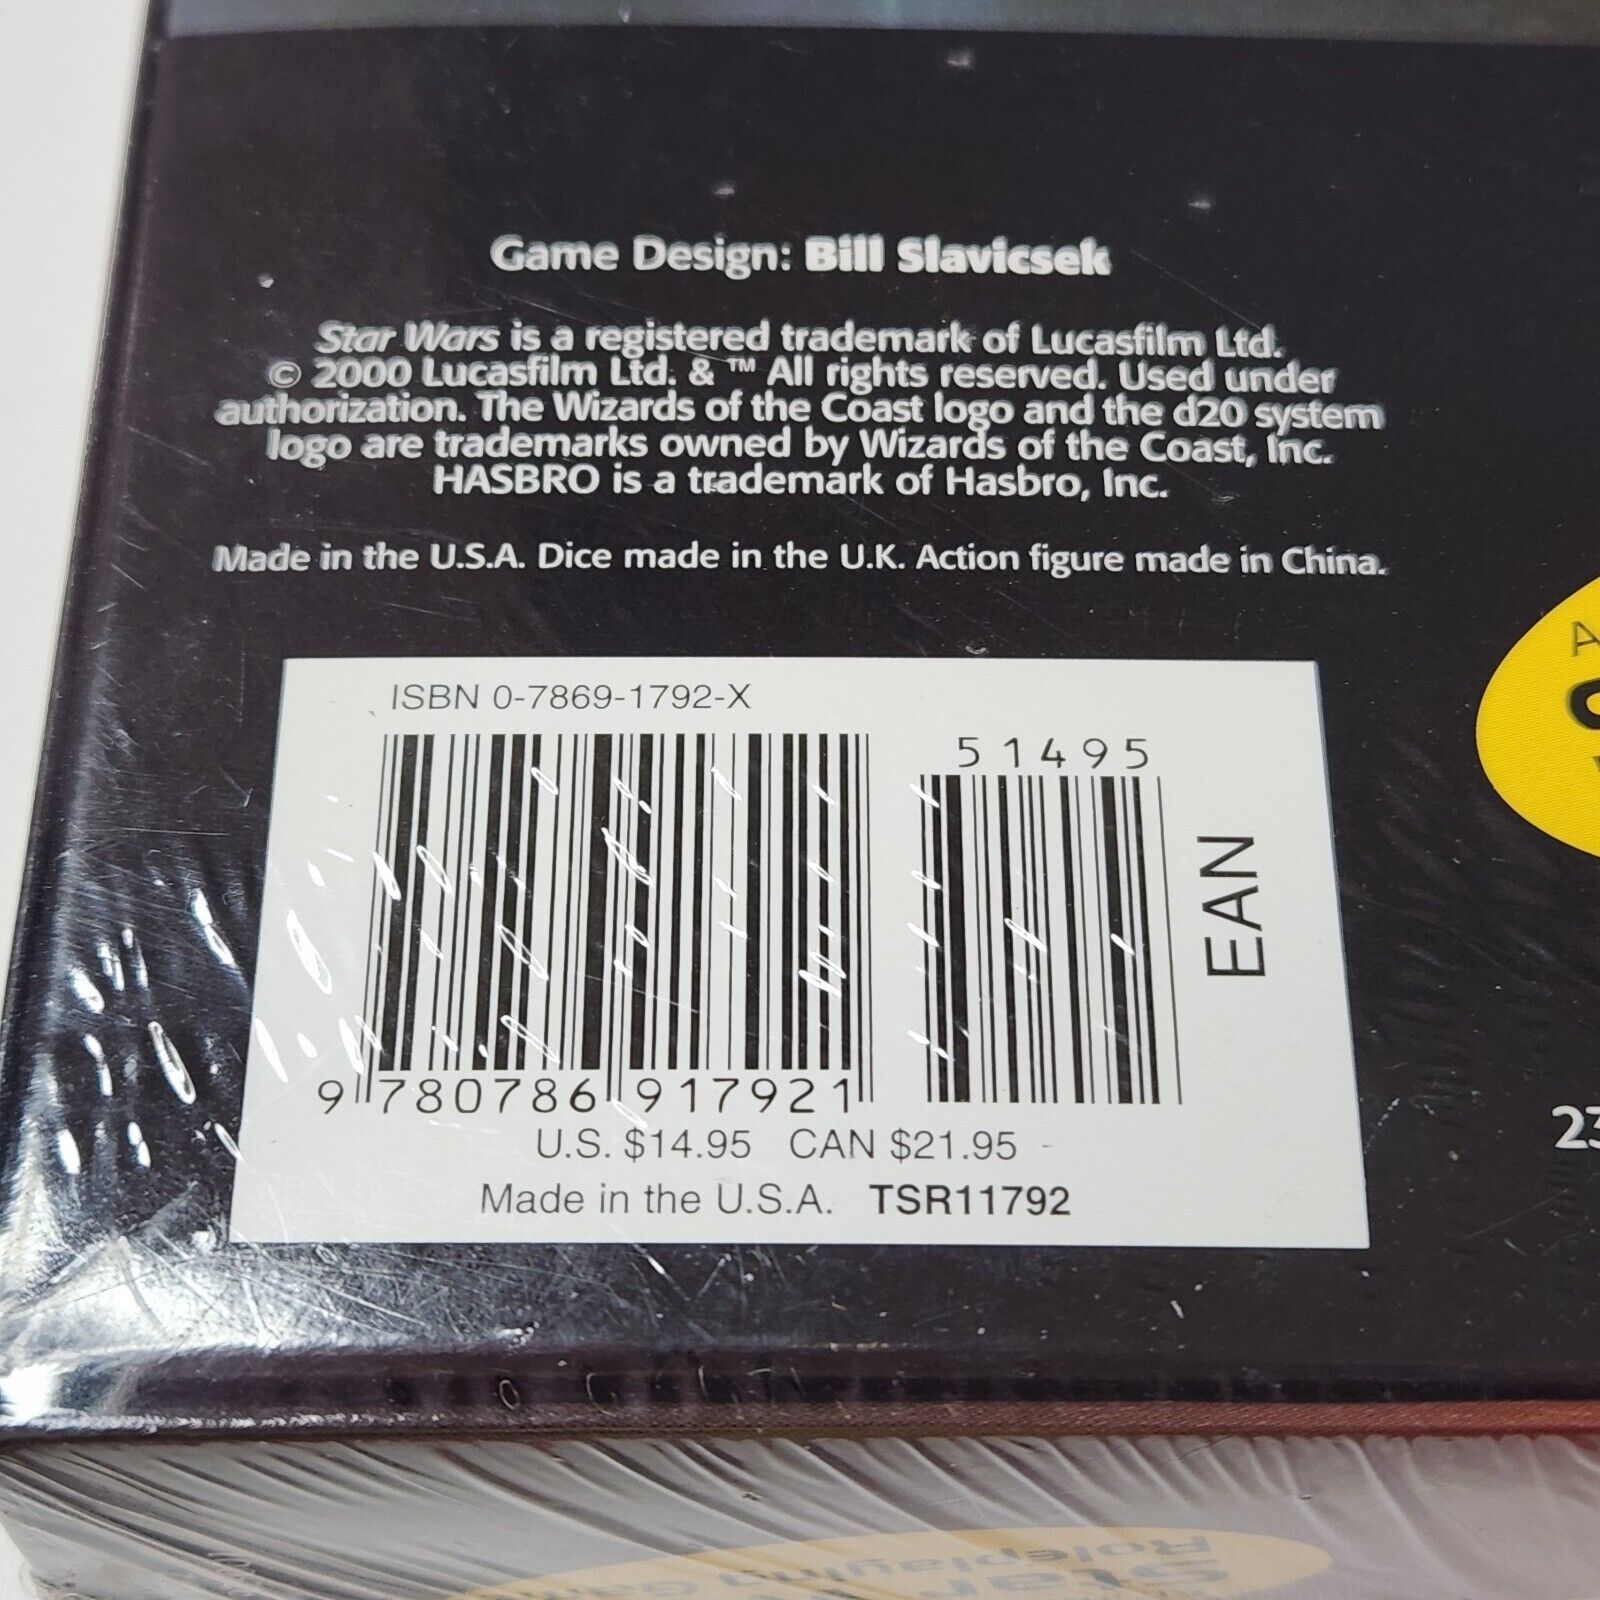 Game Design: Bill Slavicsek
Star Wars is a registered trademark of Lucasfilm Ltd.
© 2000 Lucasfilm Ltd. & ™ All rights reserved. Used under
authorization. The Wizards of the Coast logo and the d20 system
logo are trademarks owned by Wizards of the Coast, Inc.
HASBRO is a trademark of Hasbro, Inc.
Made in the U.S.A. Dice made in the U.K. Action figure made in China.
ISBN 0-7869-1792-X
51495
EAN
9 780786 917921
U.S. $14.95 CAN $21.95
Made in the U.S.A. TSR11792
Star
Roleplaying Game